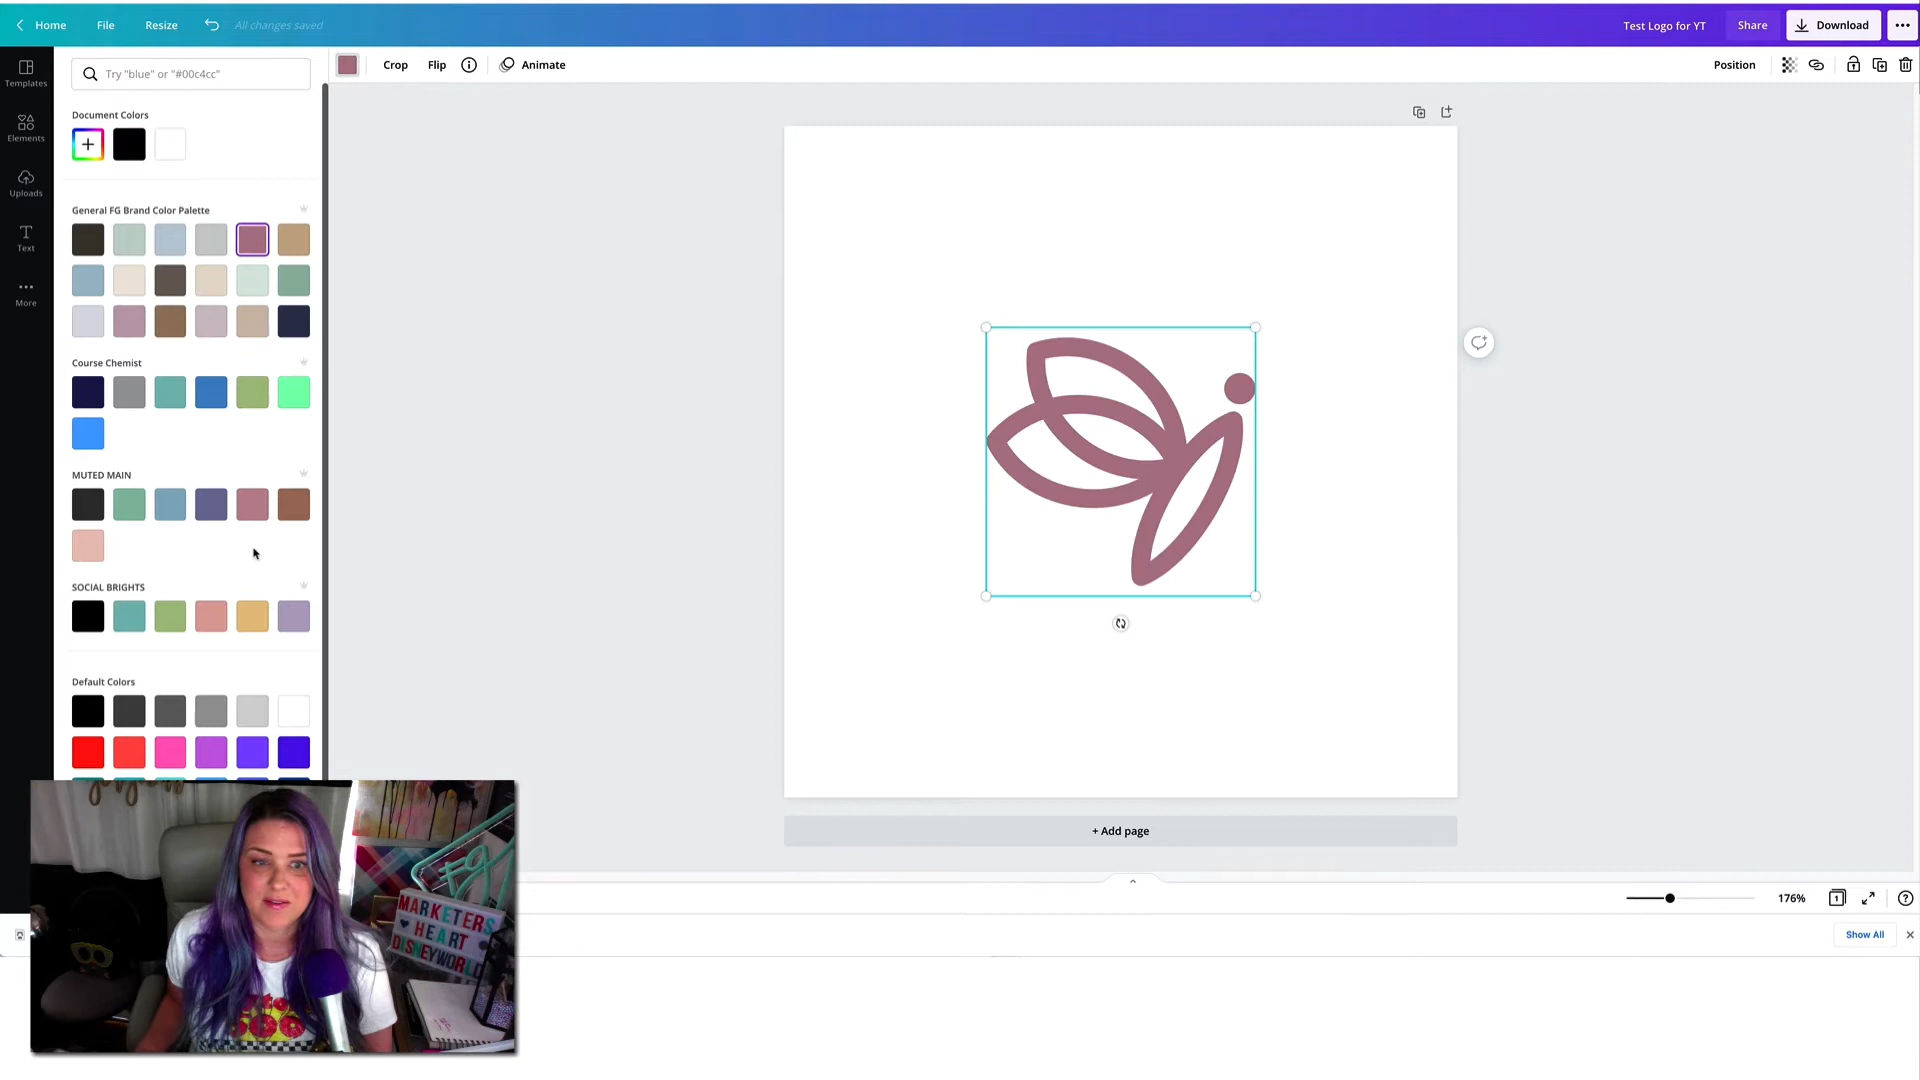 Home File Resize All changes saved Test Logo for YT Share Download
Try "blue" or "#00c4cc"
Crop Flip Animate Position
Templates
Elements
Uploads
Text
More
Document Colors
General FG Brand Color Palette
Course Chemist
MUTED MAIN
SOCIAL BRIGHTS
Default Colors
+ Add page
176% 1
Show All
MARKETERS
HEART
DISNEYWORLD
FG